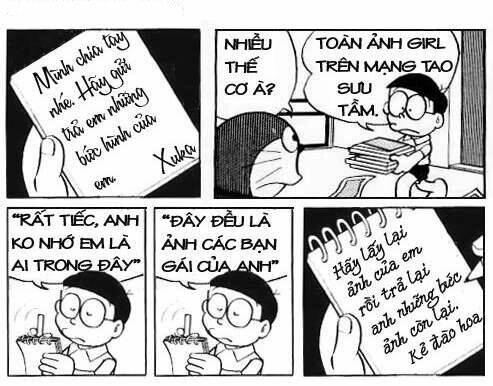 Mình chia tay
nhé. Hãy gửi
trả em những
bức hình của
em.
Xuka
NHIỀU
THẾ
CƠ À?
TOÀN ẢNH GIRL
TRÊN MẠNG TAO
SƯU
TẦM.
“RẤT TIẾC, ANH
KO NHỚ EM LÀ
AI TRONG ĐÂY”
“ĐÂY ĐỀU LÀ
ẢNH CÁC BẠN
GÁI CỦA ANH”
Hãy lấy lại
ảnh của em
rồi trả lại
anh những bức
ảnh còn lại.
Kẻ đào hoa